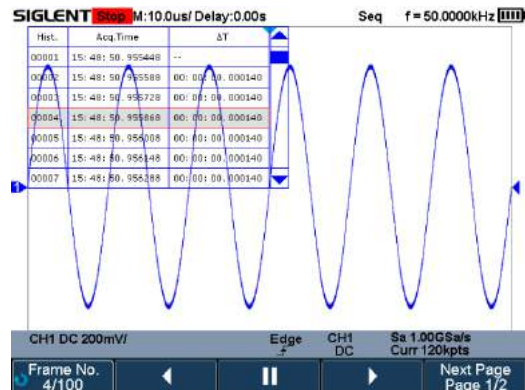 SIGLENT Stop M:10.0us/ Delay:0.00s Seq f = 50.0000kHz
Hist. Acq.Time ΔT
00001 15: 48: 50. 955448 --
00002 15: 48: 50. 955588 00: 00: 00. 000140
00003 15: 48: 50. 955728 00: 00: 00. 000140
00004 15: 48: 50. 955868 00: 00: 00. 000140
00005 15: 48: 50. 956008 00: 00: 00. 000140
00006 15: 48: 50. 956148 00: 00: 00. 000140
00007 15: 48: 50. 956288 00: 00: 00. 000140
1
CH1 DC 200mV/ Edge CH1 Sa 1.00GSa/s
DC Curr 120kpts
Frame No. Next Page
4/100 Page 1/2